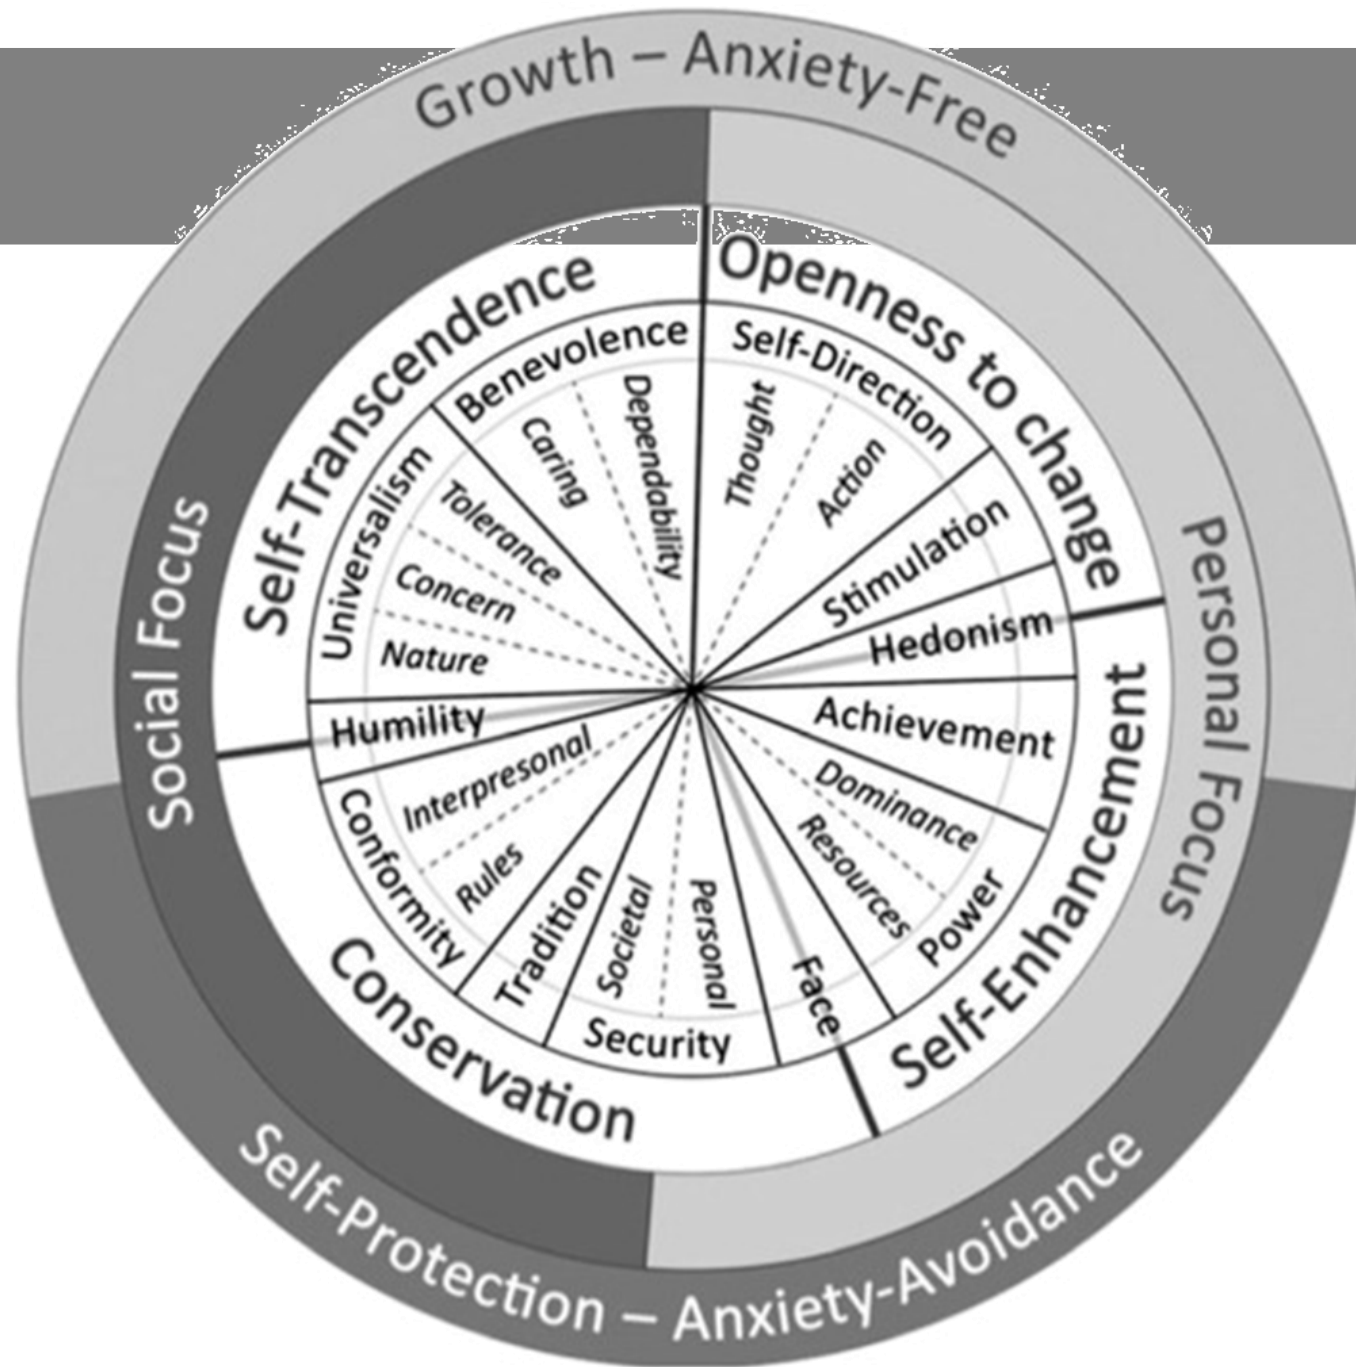 Growth – Anxiety-Free
Personal Focus
Self-Protection – Anxiety-Avoidance
Social Focus
Self-Transcendence
Openness to change
Self-Enhancement
Conservation
Benevolence
Caring
Dependability
Self-Direction
Thought
Action
Stimulation
Hedonism
Achievement
Power
Dominance
Resources
Face
Security
Personal
Societal
Tradition
Conformity
Rules
Interpresonal
Humility
Universalism
Nature
Concern
Tolerance